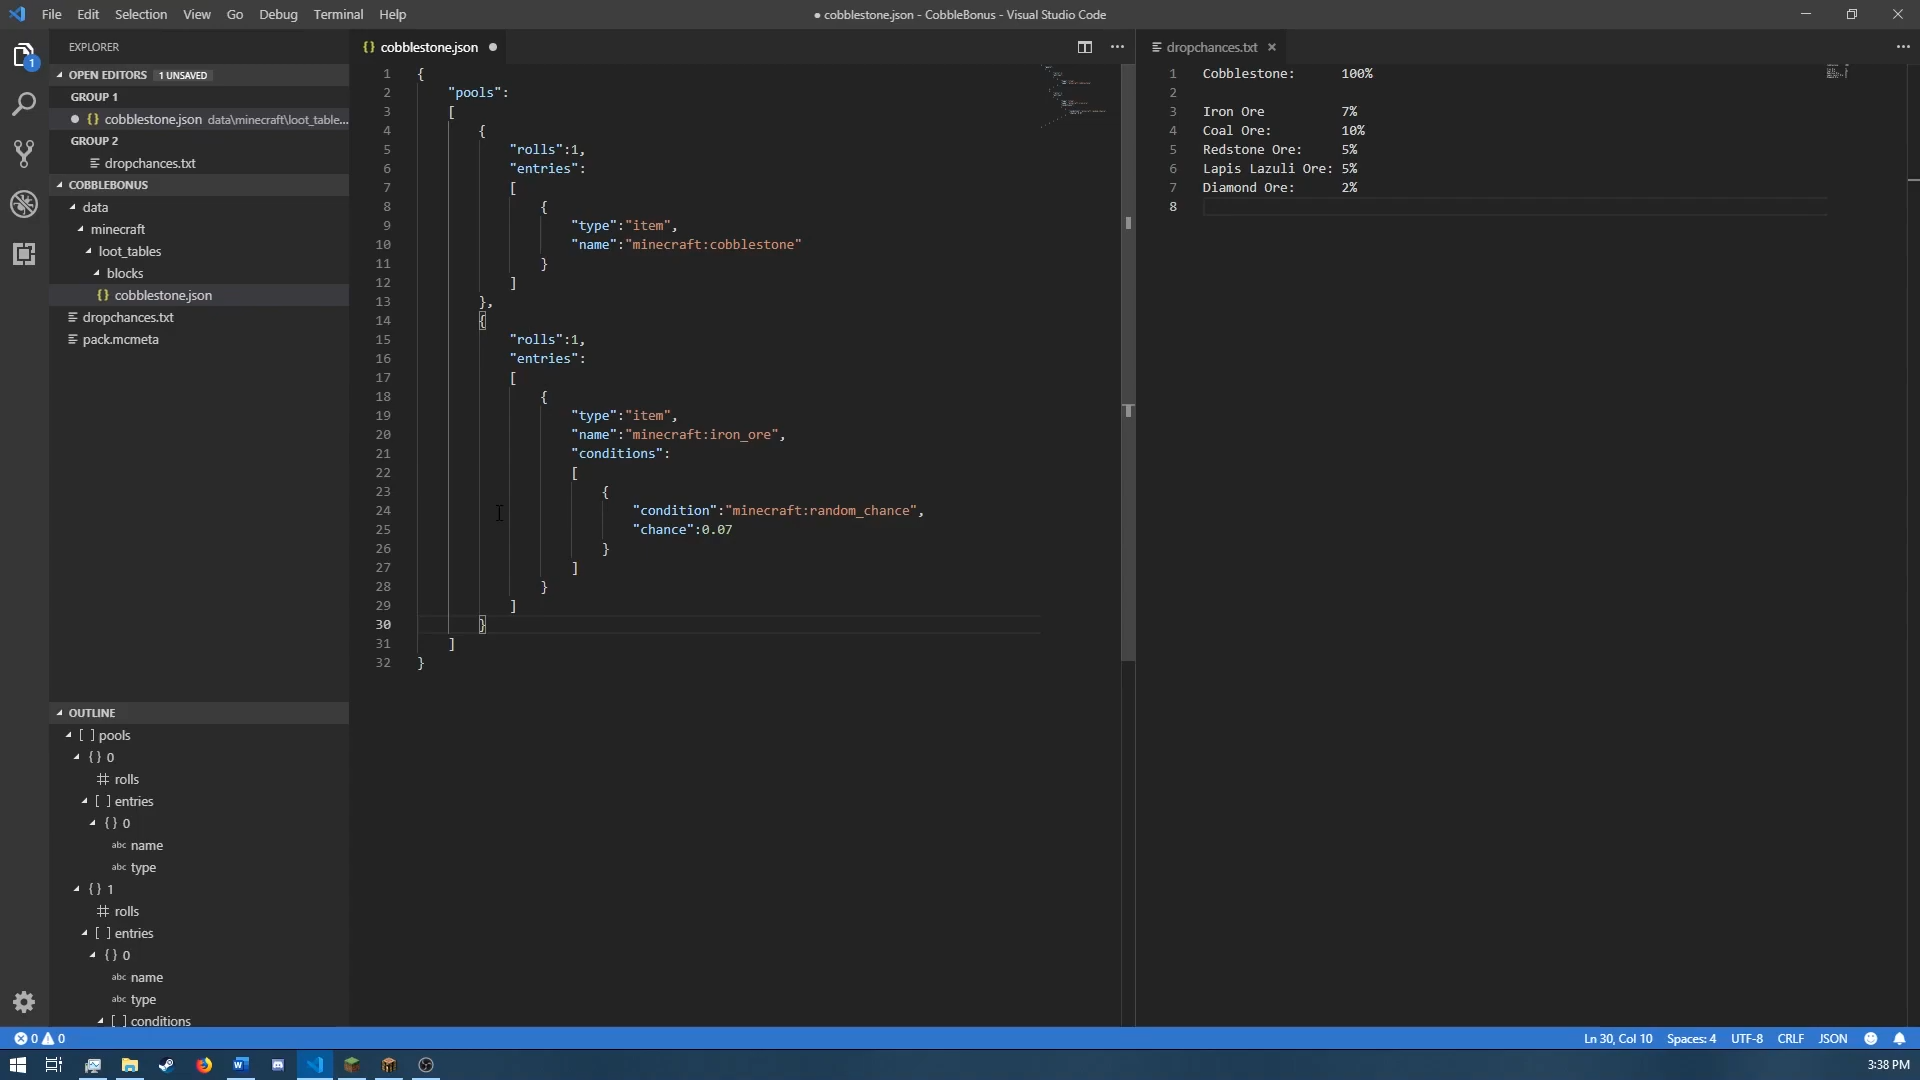 File Edit Selection View Go Debug Terminal Help
● cobblestone.json - CobbleBonus - Visual Studio Code
EXPLORER
OPEN EDITORS 1 UNSAVED
GROUP 1
{} cobblestone.json data\minecraft\loot_table...
GROUP 2
dropchances.txt
COBBLEBONUS
data
minecraft
loot_tables
blocks
{} cobblestone.json
dropchances.txt
pack.mcmeta
OUTLINE
[ ] pools
{} 0
rolls
[ ] entries
{} 0
abc name
abc type
{} 1
rolls
[ ] entries
{} 0
abc name
abc type
[ ] conditions
{} cobblestone.json ●
1 {
2 "pools":
3 [
4 {
5 "rolls":1,
6 "entries":
7 [
8 {
9 "type":"item",
10 "name":"minecraft:cobblestone"
11 }
12 ]
13 },
14 {
15 "rolls":1,
16 "entries":
17 [
18 {
19 "type":"item",
20 "name":"minecraft:iron_ore",
21 "conditions":
22 [
23 {
24 "condition":"minecraft:random_chance",
25 "chance":0.07
26 }
27 ]
28 }
29 ]
30 }
31 ]
32 }
dropchances.txt ×
1 Cobblestone: 100%
2
3 Iron Ore 7%
4 Coal Ore: 10%
5 Redstone Ore: 5%
6 Lapis Lazuli Ore: 5%
7 Diamond Ore: 2%
8
0 0
Ln 30, Col 10 Spaces: 4 UTF-8 CRLF JSON
3:38 PM